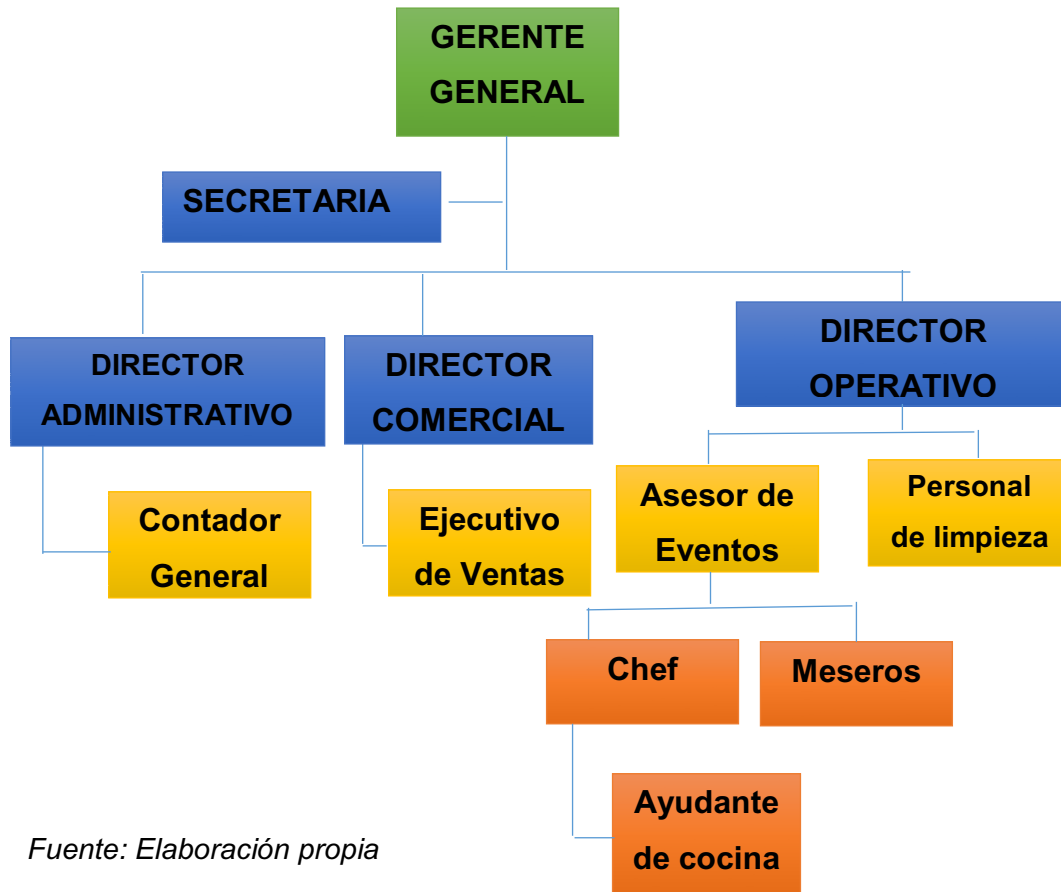 GERENTE
GENERAL
SECRETARIA
DIRECTOR
ADMINISTRATIVO
DIRECTOR
COMERCIAL
DIRECTOR
OPERATIVO
Contador
General
Ejecutivo
de Ventas
Asesor de
Eventos
Personal
de limpieza
Chef
Meseros
Ayudante
de cocina
Fuente: Elaboración propia